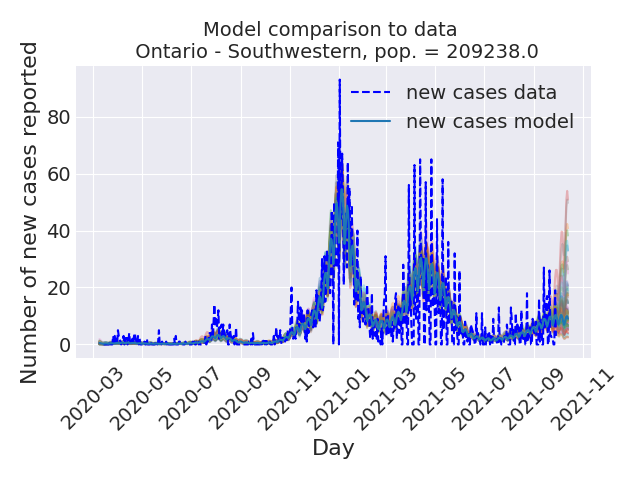 Model comparison to data
Ontario - Southwestern, pop. = 209238.0
Number of new cases reported
80
60
40
20
0
new cases data
new cases model
2020-03
2020-05
2020-07
2020-09
2020-11
2021-01
2021-03
2021-05
2021-07
2021-09
2021-11
Day